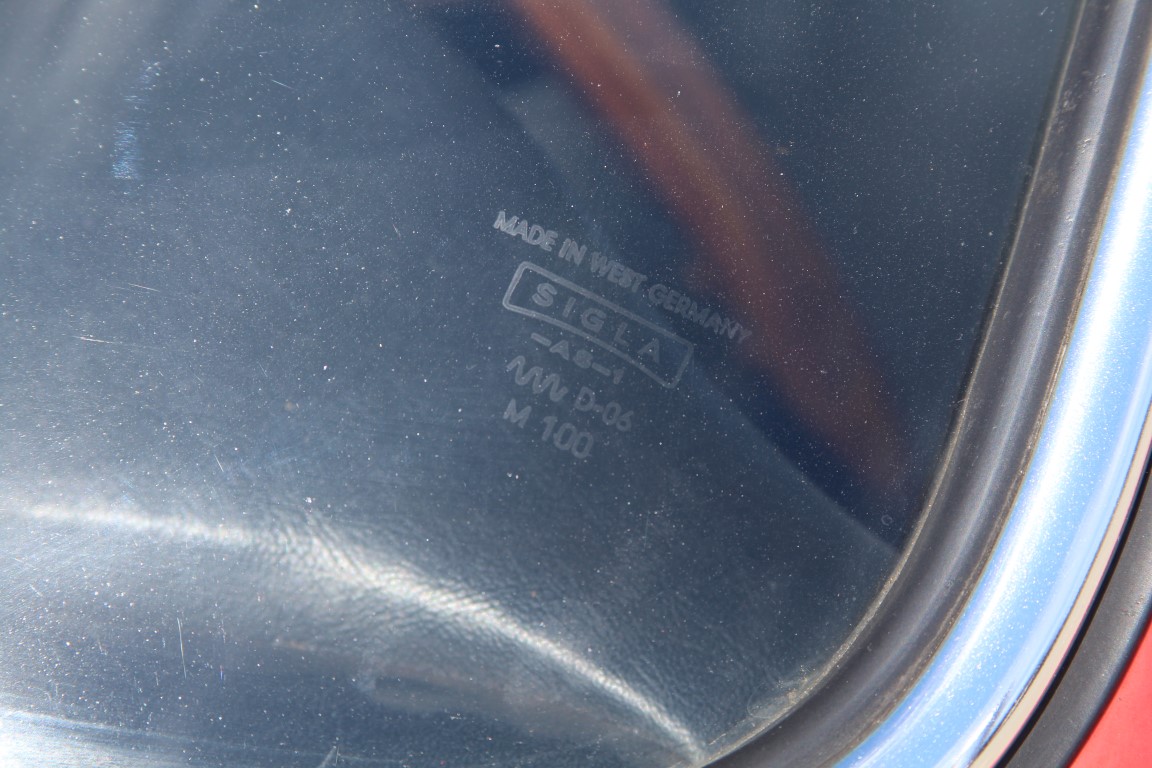 MADE IN WEST GERMANY
SIGLA
-AS-1
D-06
M 100